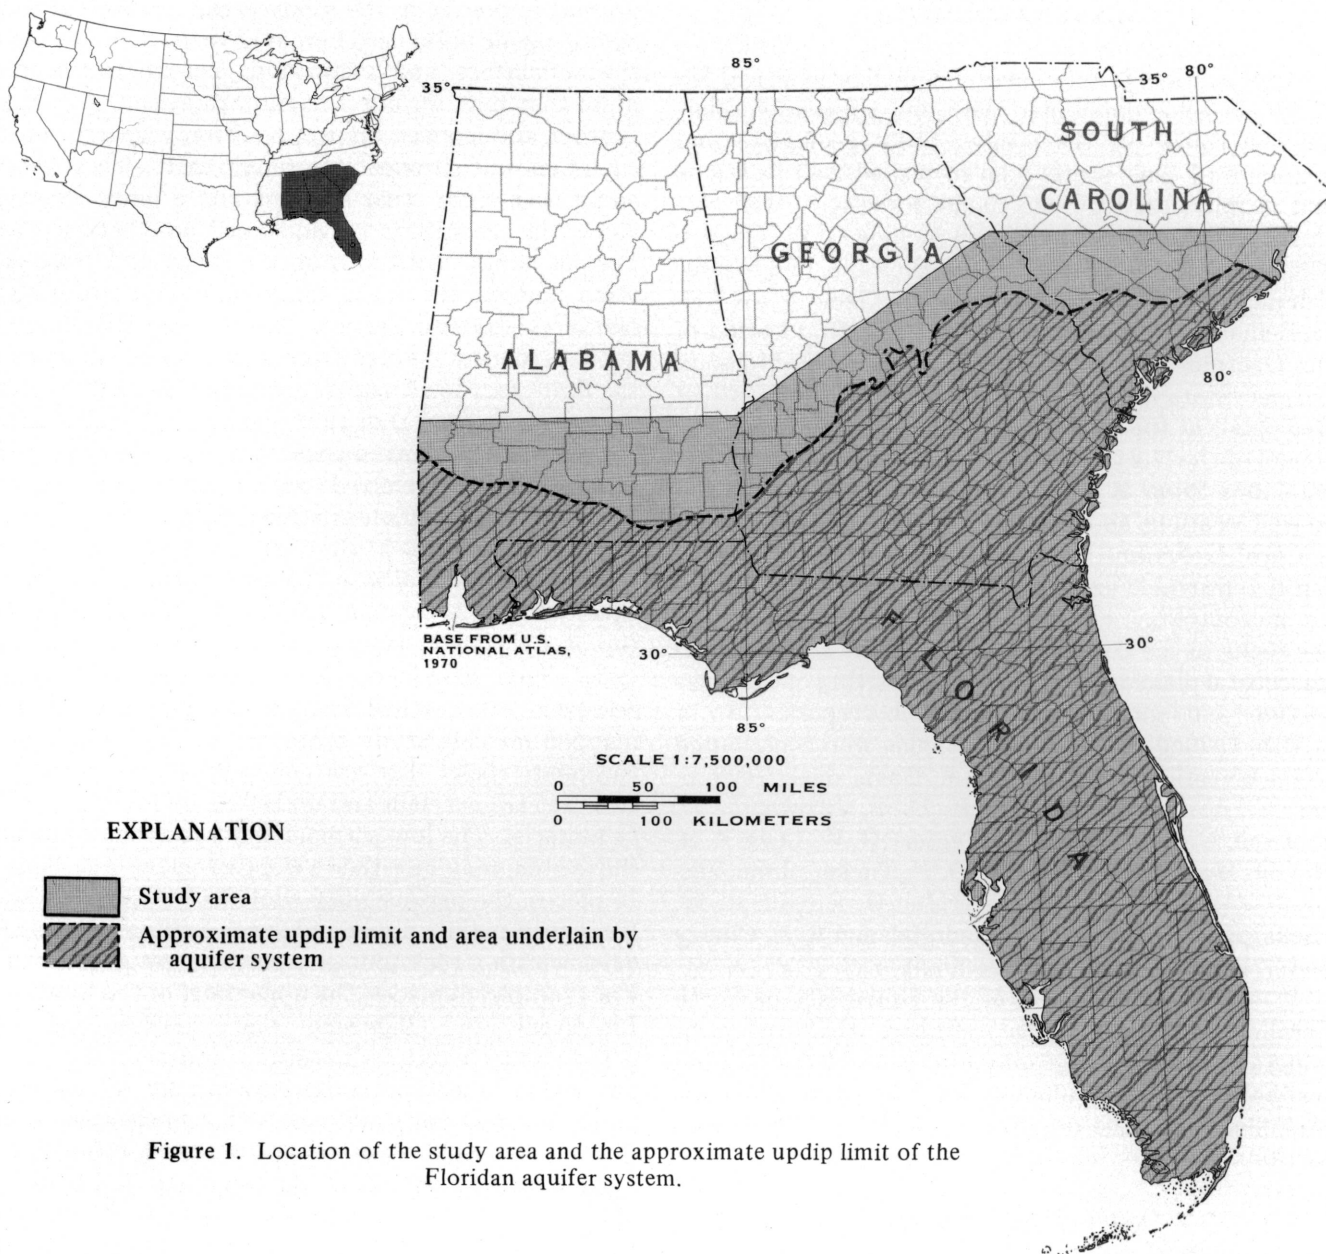 85°
35° 80°
35°
SOUTH
CAROLINA
GEORGIA
ALABAMA
80°
BASE FROM U.S.
NATIONAL ATLAS,
1970
30°
30°
FLORIDA
85°
SCALE 1:7,500,000
0 50 100 MILES
0 100 KILOMETERS
EXPLANATION
Study area
Approximate updip limit and area underlain by
aquifer system
Figure 1. Location of the study area and the approximate updip limit of the
Floridan aquifer system.